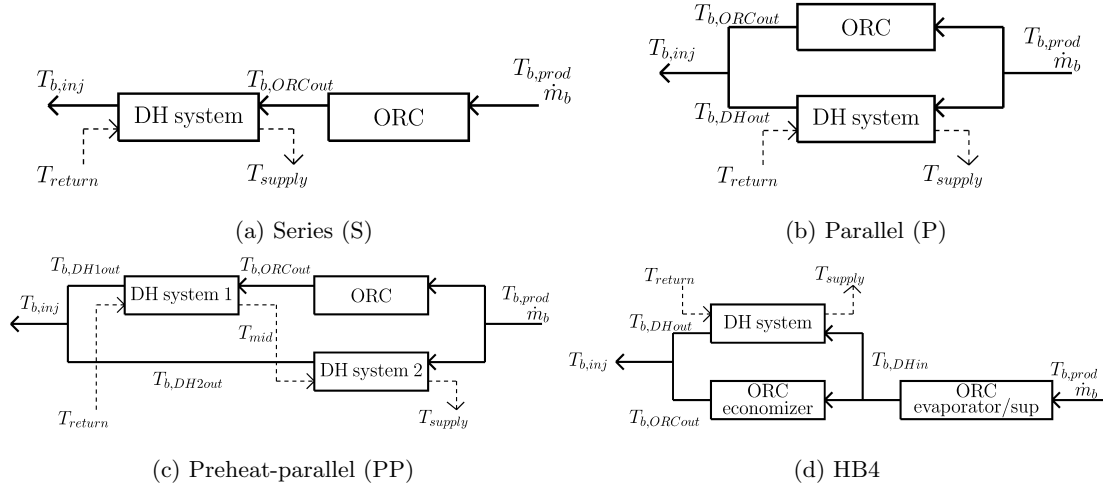 T_{b,inj}
T_{b,ORCout}
T_{b,prod}
ṁ_b
DH system
ORC
T_{return}
T_{supply}
(a) Series (S)
T_{b,ORCout}
ORC
T_{b,inj}
T_{b,prod}
ṁ_b
T_{b,DHout}
DH system
T_{return}
T_{supply}
(b) Parallel (P)
T_{b,DH1out}
T_{b,ORCout}
DH system 1
ORC
T_{b,inj}
T_{b,prod}
ṁ_b
T_{mid}
T_{b,DH2out}
DH system 2
T_{return}
T_{supply}
(c) Preheat-parallel (PP)
T_{return}
T_{supply}
T_{b,DHout}
DH system
T_{b,inj}
T_{b,DHin}
T_{b,prod}
ṁ_b
ORC
economizer
ORC
evaporator/sup
T_{b,ORCout}
(d) HB4